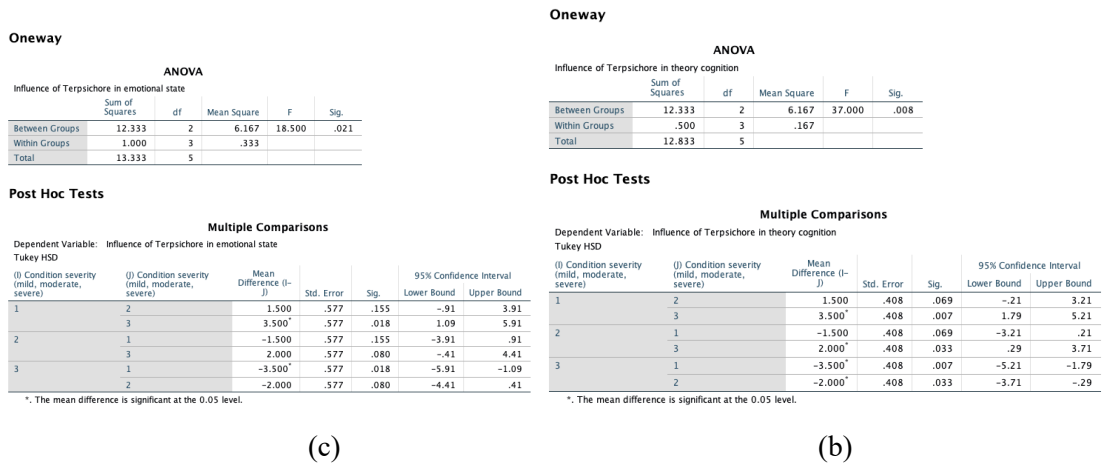 Oneway
ANOVA
Influence of Terpsichore in emotional state
Sum of Squares df Mean Square F Sig.
Between Groups 12.333 2 6.167 18.500 .021
Within Groups 1.000 3 .333
Total 13.333 5
Post Hoc Tests
Multiple Comparisons
Dependent Variable: Influence of Terpsichore in emotional state
Tukey HSD
(I) Condition severity (mild, moderate, severe) (J) Condition severity (mild, moderate, severe) Mean Difference (I-J) Std. Error Sig. 95% Confidence Interval
Lower Bound Upper Bound
1 2 1.500 .577 .155 -.91 3.91
3 3.500* .577 .018 1.09 5.91
2 1 -1.500 .577 .155 -3.91 .91
3 2.000 .577 .080 -.41 4.41
3 1 -3.500* .577 .018 -5.91 -1.09
2 -2.000 .577 .080 -4.41 .41
*. The mean difference is significant at the 0.05 level.
(c)
Oneway
ANOVA
Influence of Terpsichore in theory cognition
Sum of Squares df Mean Square F Sig.
Between Groups 12.333 2 6.167 37.000 .008
Within Groups .500 3 .167
Total 12.833 5
Post Hoc Tests
Multiple Comparisons
Dependent Variable: Influence of Terpsichore in theory cognition
Tukey HSD
(I) Condition severity (mild, moderate, severe) (J) Condition severity (mild, moderate, severe) Mean Difference (I-J) Std. Error Sig. 95% Confidence Interval
Lower Bound Upper Bound
1 2 1.500 .408 .069 -.21 3.21
3 3.500* .408 .007 1.79 5.21
2 1 -1.500 .408 .069 -3.21 .21
3 2.000* .408 .033 .29 3.71
3 1 -3.500* .408 .007 -5.21 -1.79
2 -2.000* .408 .033 -3.71 -.29
*. The mean difference is significant at the 0.05 level.
(b)